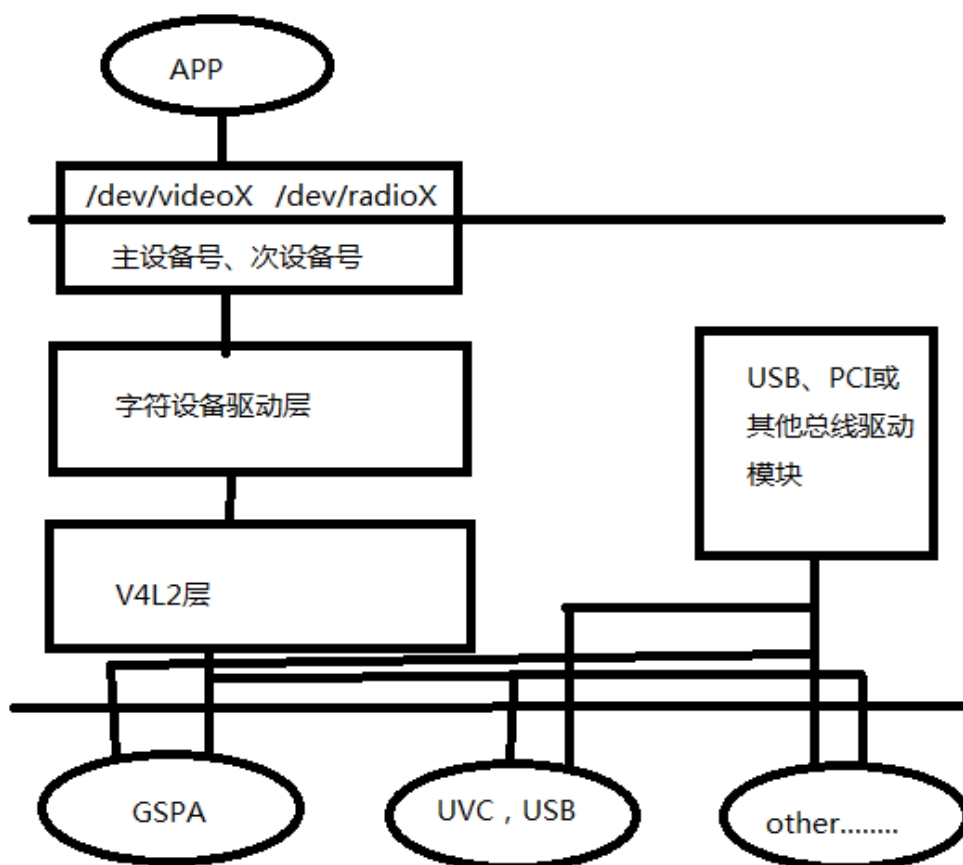 APP
/dev/videoX /dev/radioX
主设备号、次设备号
字符设备驱动层
USB、PCI或
其他总线驱动
模块
V4L2层
GSPA
UVC，USB
other........